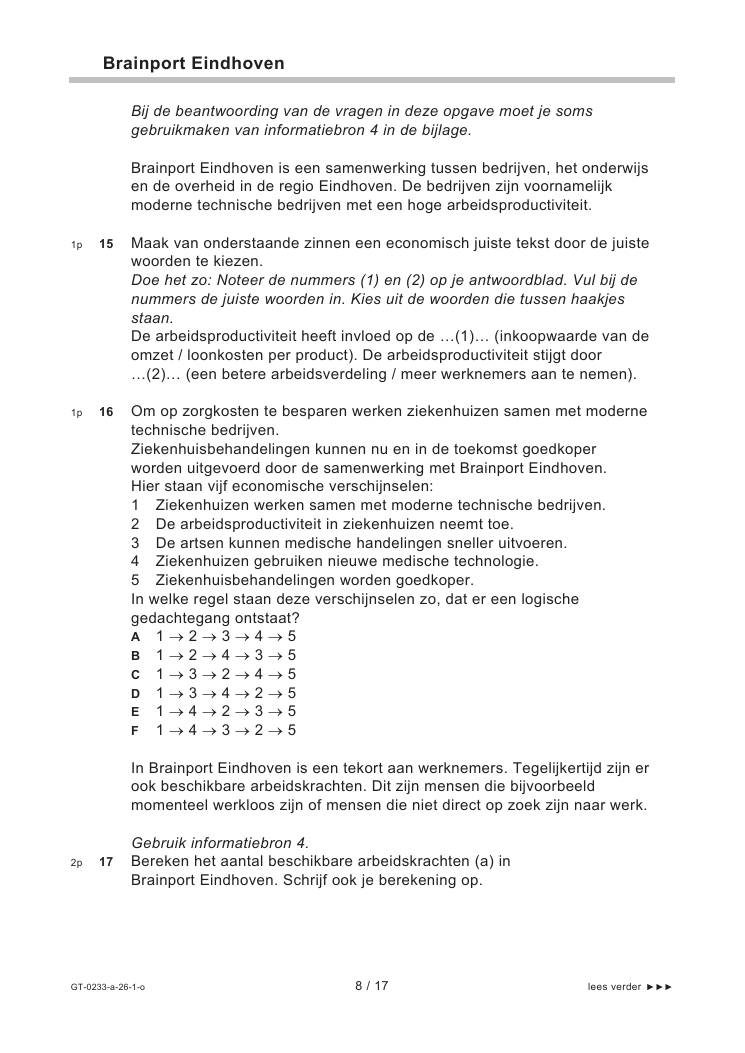 Brainport Eindhoven
Bij de beantwoording van de vragen in deze opgave moet je soms
gebruikmaken van informatiebron 4 in de bijlage.
Brainport Eindhoven is een samenwerking tussen bedrijven, het onderwijs
en de overheid in de regio Eindhoven. De bedrijven zijn voornamelijk
moderne technische bedrijven met een hoge arbeidsproductiviteit.
1p 15 Maak van onderstaande zinnen een economisch juiste tekst door de juiste
woorden te kiezen.
Doe het zo: Noteer de nummers (1) en (2) op je antwoordblad. Vul bij de
nummers de juiste woorden in. Kies uit de woorden die tussen haakjes
staan.
De arbeidsproductiviteit heeft invloed op de …(1)… (inkoopwaarde van de
omzet / loonkosten per product). De arbeidsproductiviteit stijgt door
…(2)… (een betere arbeidsverdeling / meer werknemers aan te nemen).
1p 16 Om op zorgkosten te besparen werken ziekenhuizen samen met moderne
technische bedrijven.
Ziekenhuisbehandelingen kunnen nu en in de toekomst goedkoper
worden uitgevoerd door de samenwerking met Brainport Eindhoven.
Hier staan vijf economische verschijnselen:
1 Ziekenhuizen werken samen met moderne technische bedrijven.
2 De arbeidsproductiviteit in ziekenhuizen neemt toe.
3 De artsen kunnen medische handelingen sneller uitvoeren.
4 Ziekenhuizen gebruiken nieuwe medische technologie.
5 Ziekenhuisbehandelingen worden goedkoper.
In welke regel staan deze verschijnselen zo, dat er een logische
gedachtegang ontstaat?
A 1 → 2 → 3 → 4 → 5
B 1 → 2 → 4 → 3 → 5
C 1 → 3 → 2 → 4 → 5
D 1 → 3 → 4 → 2 → 5
E 1 → 4 → 2 → 3 → 5
F 1 → 4 → 3 → 2 → 5
In Brainport Eindhoven is een tekort aan werknemers. Tegelijkertijd zijn er
ook beschikbare arbeidskrachten. Dit zijn mensen die bijvoorbeeld
momenteel werkloos zijn of mensen die niet direct op zoek zijn naar werk.
Gebruik informatiebron 4.
2p 17 Bereken het aantal beschikbare arbeidskrachten (a) in
Brainport Eindhoven. Schrijf ook je berekening op.
GT-0233-a-26-1-o 8 / 17 lees verder ►►►